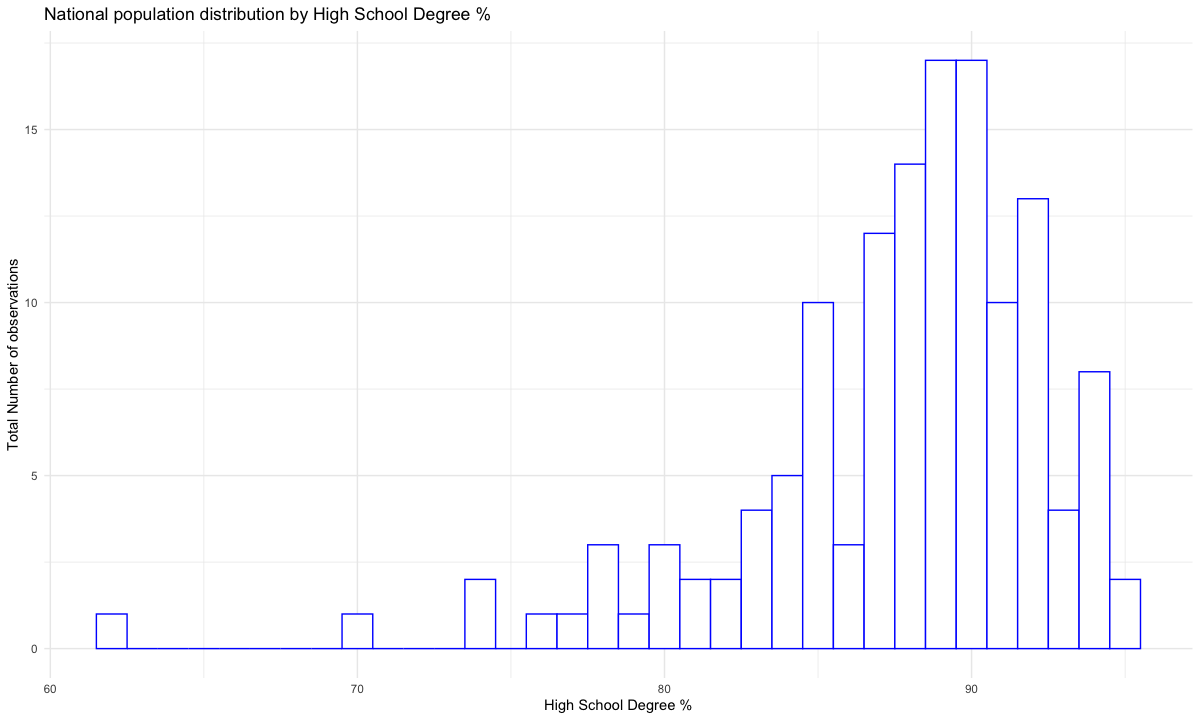 National population distribution by High School Degree %
Total Number of observations
15
10
5
0
60
70
80
90
High School Degree %